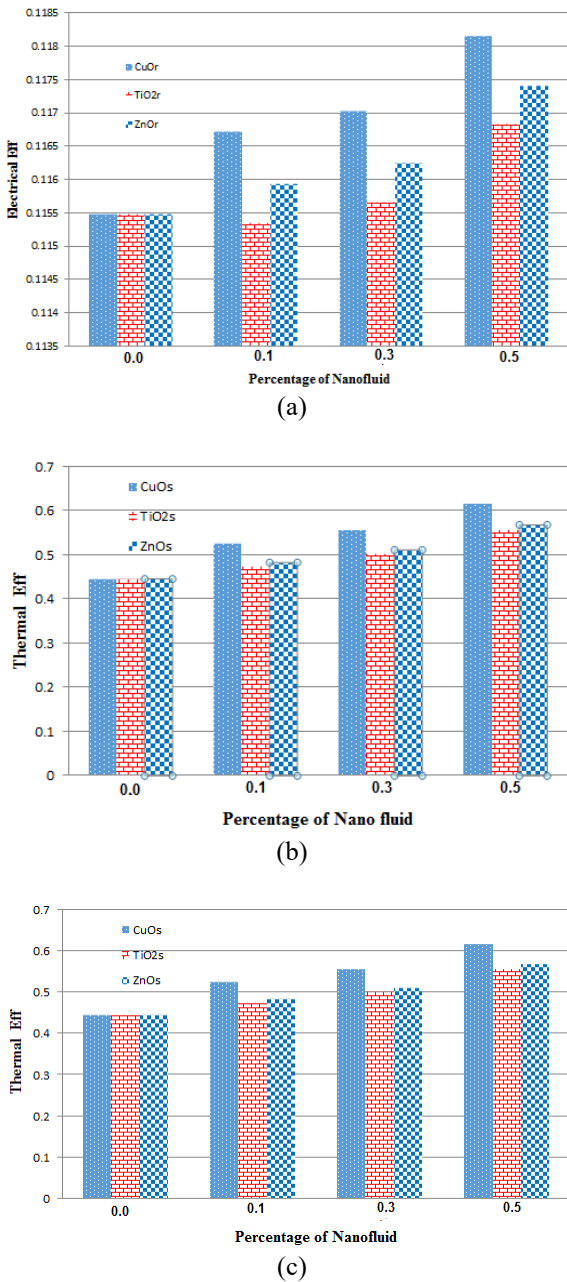 0.1185
0.118
0.1175
0.117
0.1165
0.116
0.1155
0.115
0.1145
0.114
0.1135
Electrical Eff
CuOr
TiO2r
ZnOr
0.0 0.1 0.3 0.5
Percentage of Nanofluid
(a)
0.7
0.6
0.5
0.4
0.3
0.2
0.1
0
Thermal Eff
CuOs
TiO2s
ZnOs
0.0 0.1 0.3 0.5
Percentage of Nano fluid
(b)
0.7
0.6
0.5
0.4
0.3
0.2
0.1
0
Thermal Eff
CuOs
TiO2s
ZnOs
0.0 0.1 0.3 0.5
Percentage of Nanofluid
(c)